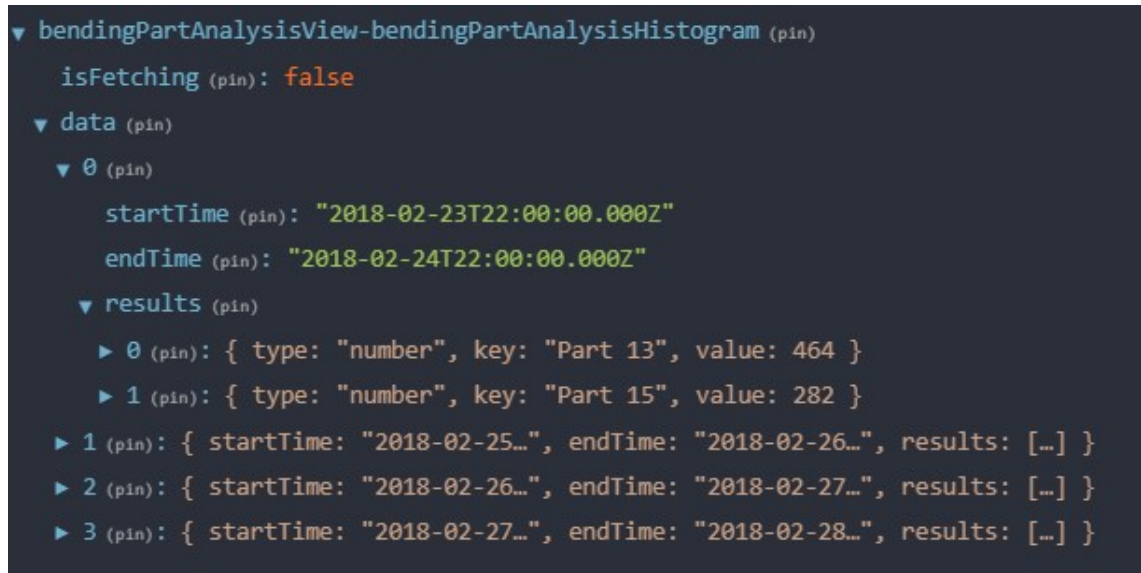 ▼ bendingPartAnalysisView-bendingPartAnalysisHistogram (pin)
isFetching (pin): false
▼ data (pin)
▼ 0 (pin)
startTime (pin): "2018-02-23T22:00:00.000Z"
endTime (pin): "2018-02-24T22:00:00.000Z"
▼ results (pin)
▶ 0 (pin): { type: "number", key: "Part 13", value: 464 }
▶ 1 (pin): { type: "number", key: "Part 15", value: 282 }
▶ 1 (pin): { startTime: "2018-02-25…", endTime: "2018-02-26…", results: […] }
▶ 2 (pin): { startTime: "2018-02-26…", endTime: "2018-02-27…", results: […] }
▶ 3 (pin): { startTime: "2018-02-27…", endTime: "2018-02-28…", results: […] }